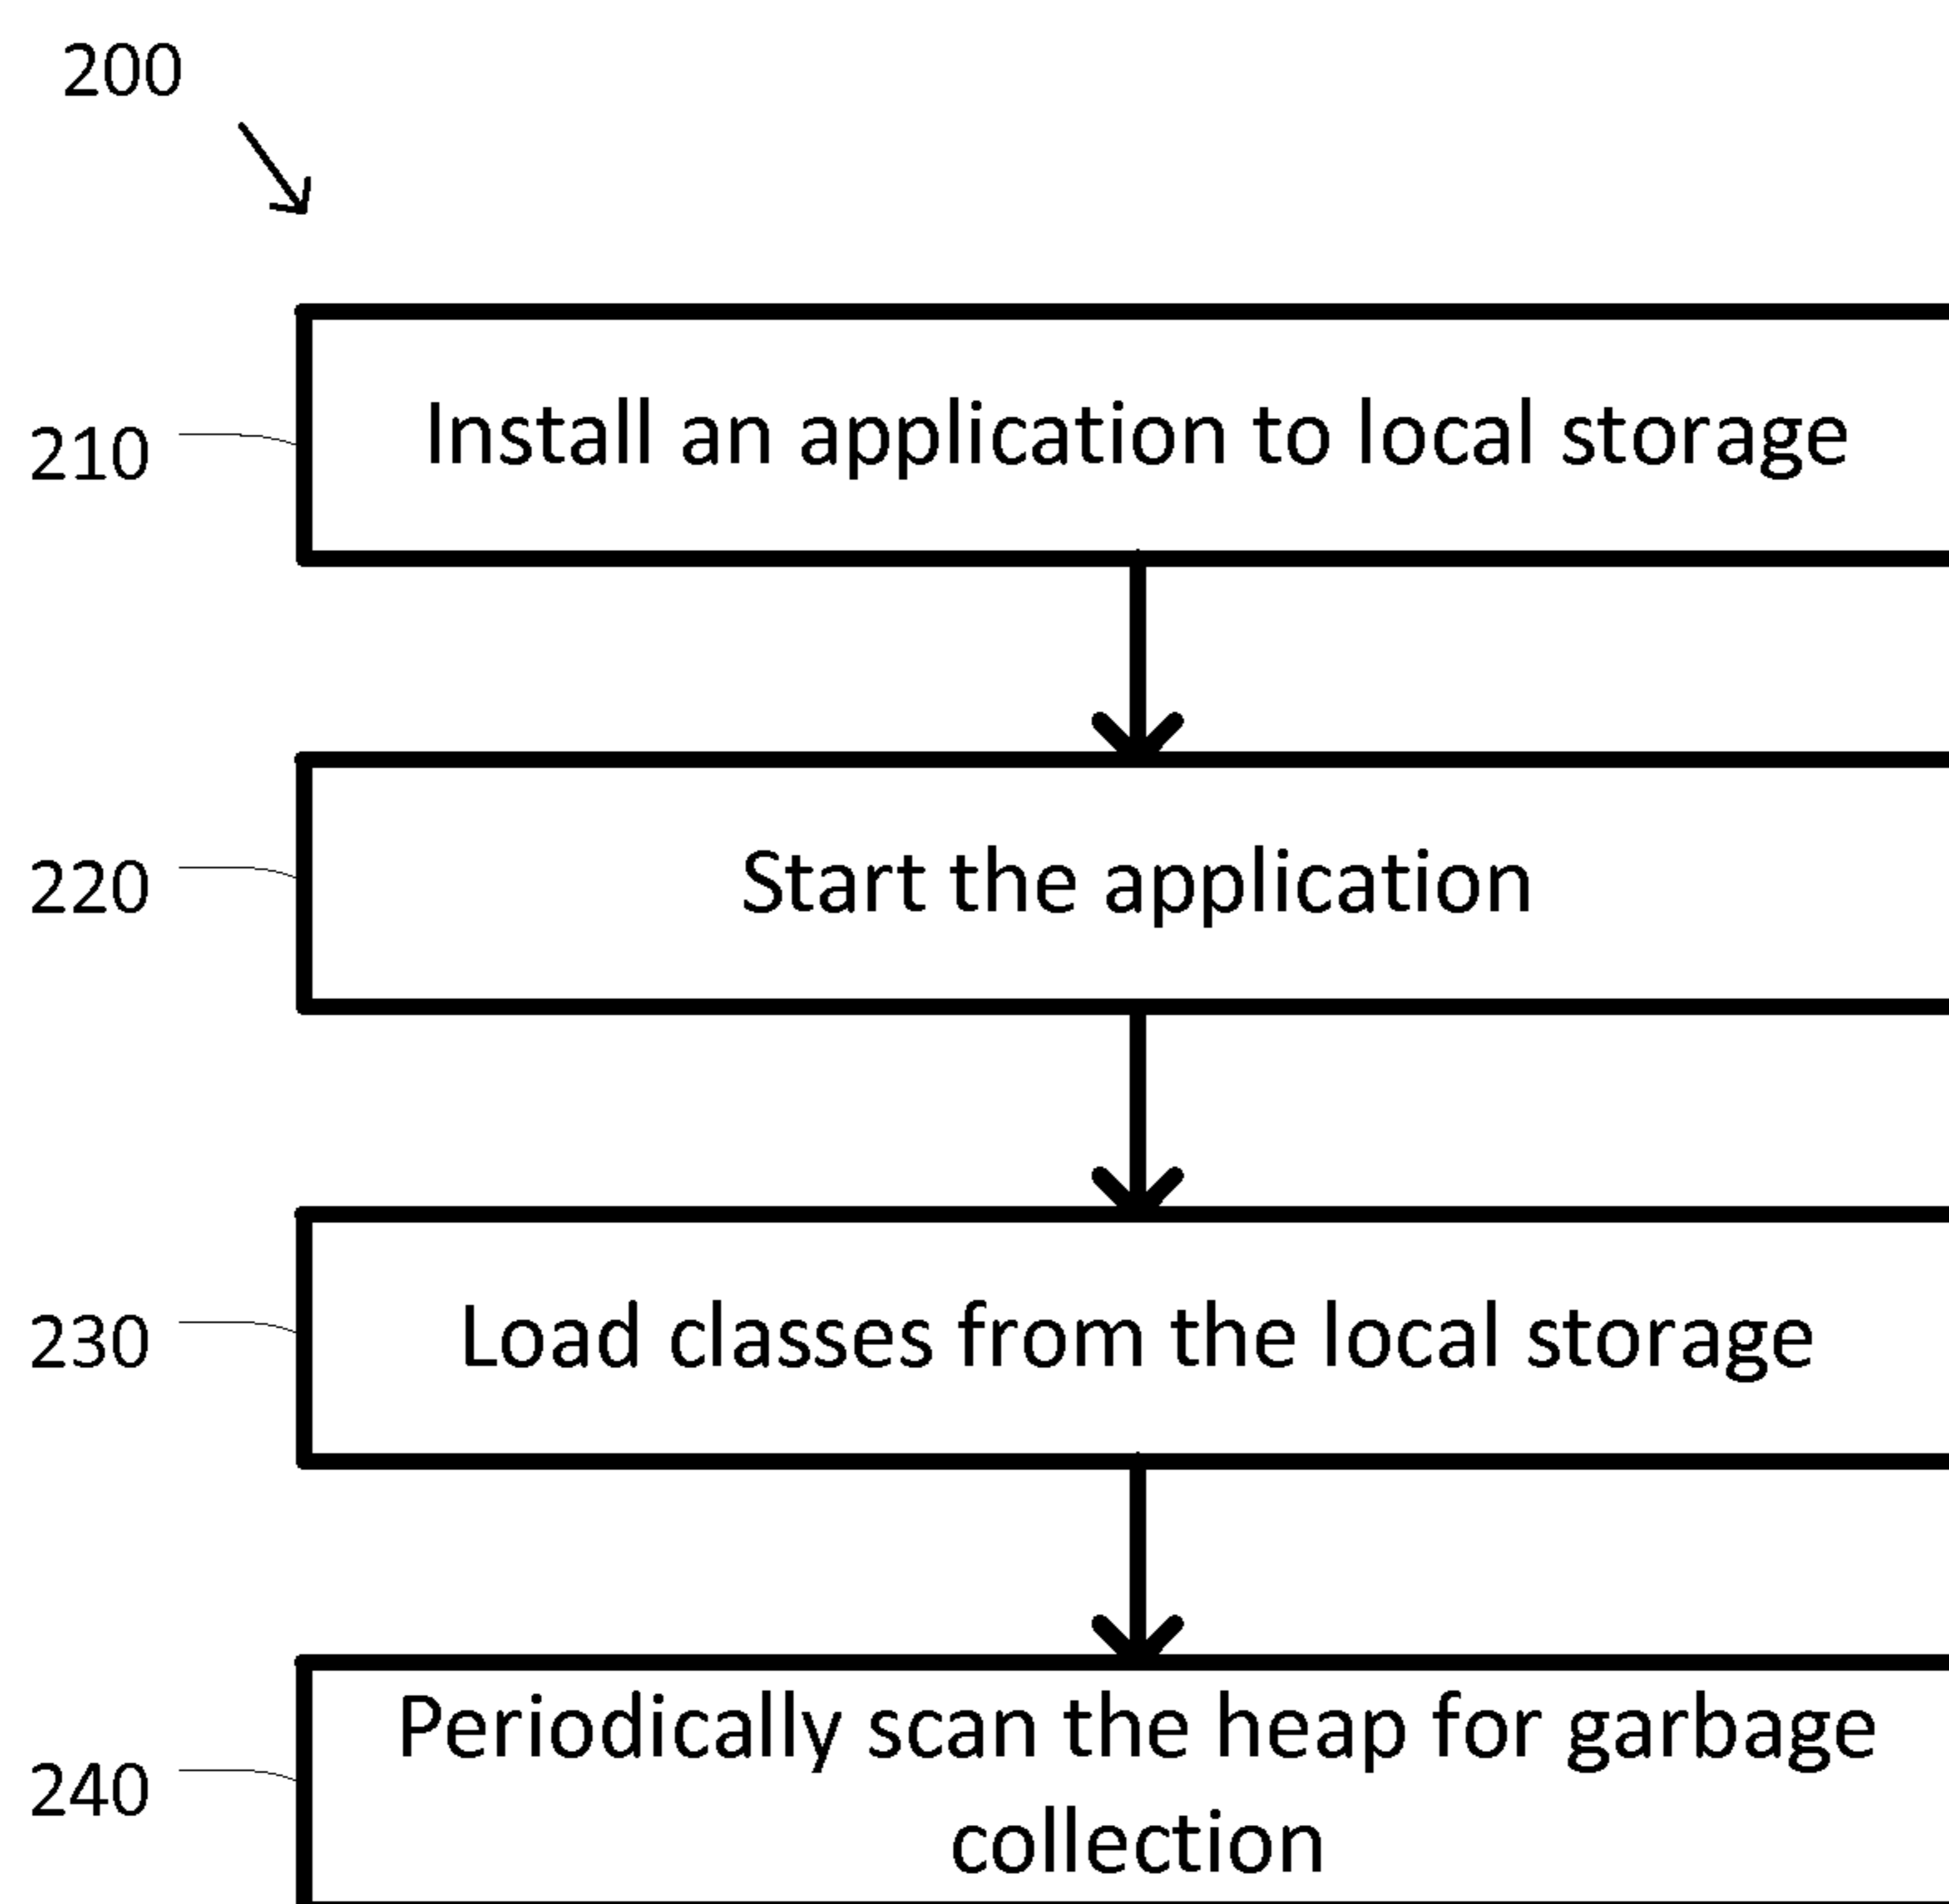 200
210
Install an application to local storage
220
Start the application
230
Load classes from the local storage
240
Periodically scan the heap for garbage
collection